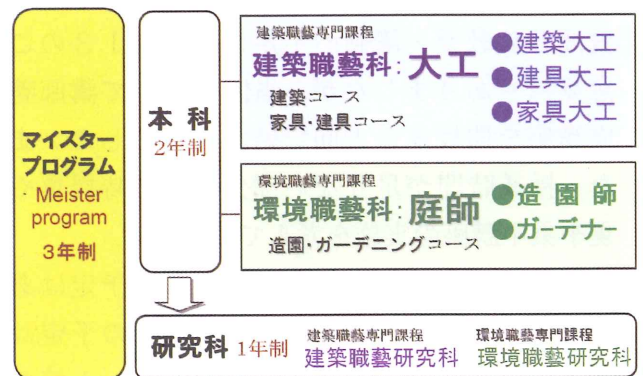 マイスター
プログラム
Meister
program
3年制
本科
2年制
建築職藝専門課程
建築職藝科:大工
建築コース
家具・建具コース
●建築大工
●建具大工
●家具大工
環境職藝専門課程
環境職藝科:庭師
造園・ガーデニングコース
●造園師
●ガーデナー
研究科 1年制
建築職藝専門課程
建築職藝研究科
環境職藝専門課程
環境職藝研究科